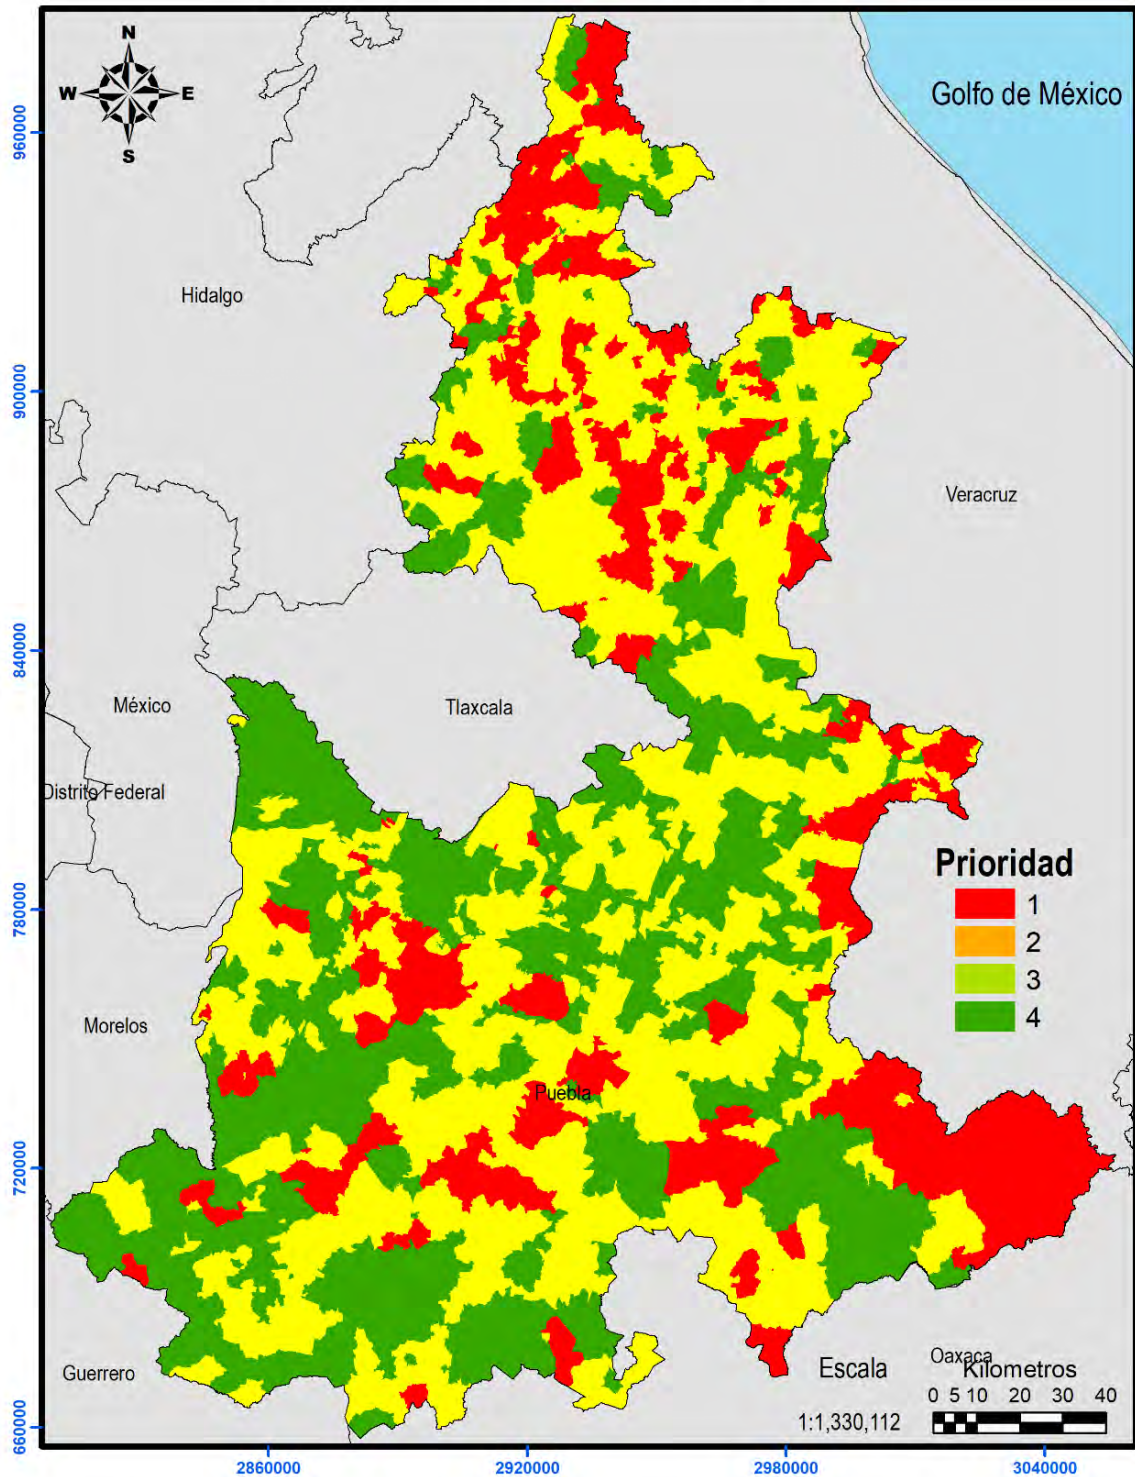 N
W E
S
Golfo de México
Hidalgo
Veracruz
México
Tlaxcala
Distrito Federal
Morelos
Puebla
Guerrero
Oaxaca
Prioridad
1
2
3
4
Escala
Kilometros
0 5 10 20 30 40
1:1,330,112
960000
900000
840000
780000
720000
660000
2860000 2920000 2980000 3040000